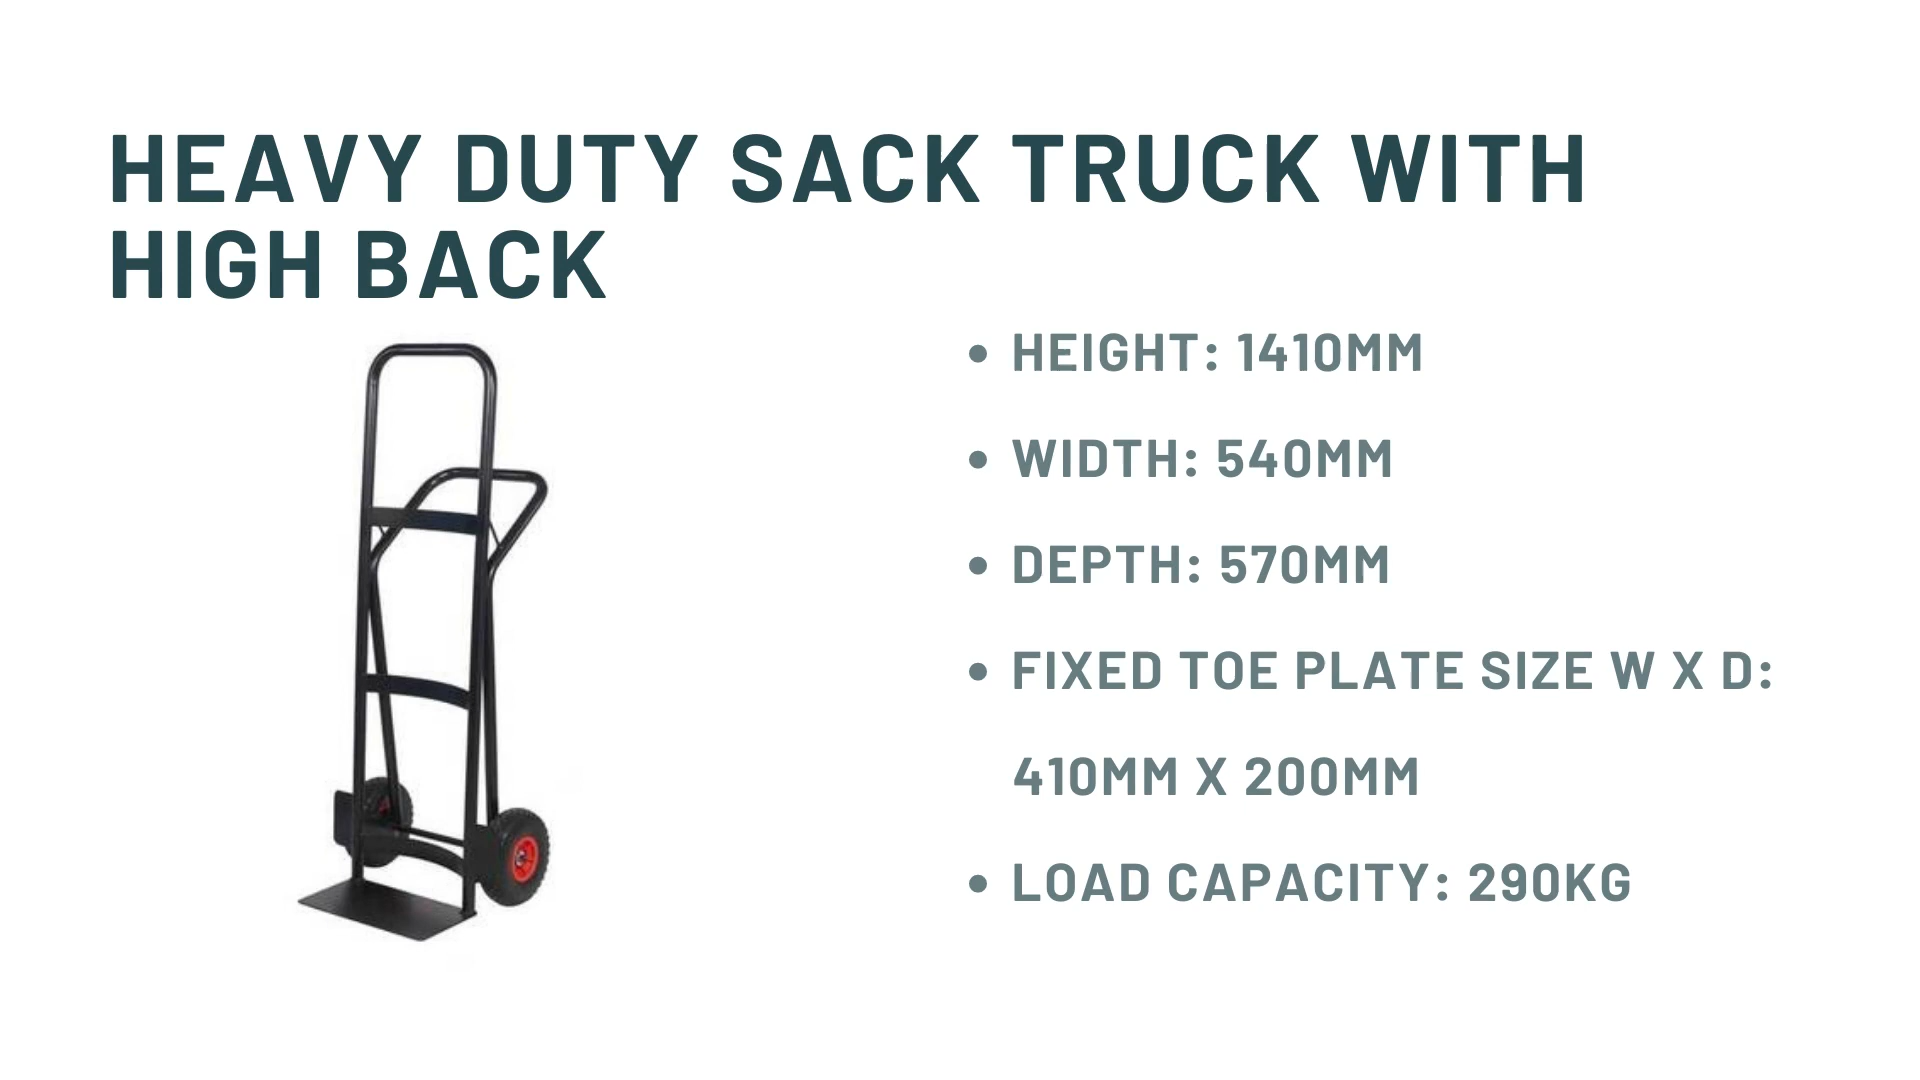 HEAVY DUTY SACK TRUCK WITH
HIGH BACK
• HEIGHT: 1410MM
• WIDTH: 540MM
• DEPTH: 570MM
• FIXED TOE PLATE SIZE W X D:
410MM X 200MM
• LOAD CAPACITY: 290KG